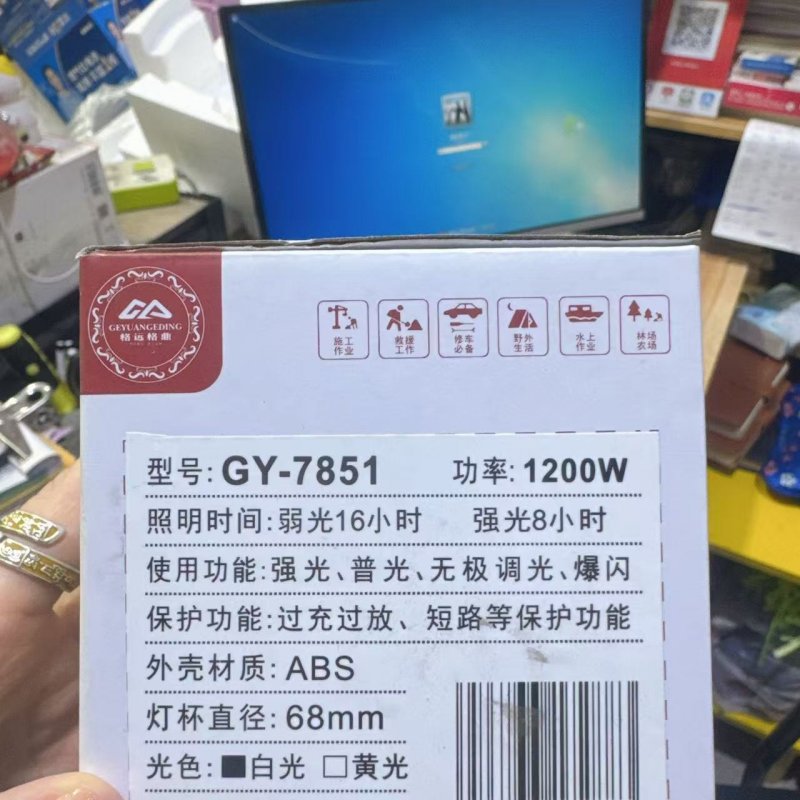 GEYUANGEDING
施工
作业
救援
工作
修车
必备
野外
生活
水上
作业
林场
农场
型号: GY-7851 功率: 1200W
照明时间: 弱光16小时 强光8小时
使用功能: 强光、普光、无极调光、爆闪
保护功能: 过充过放、短路等保护功能
外壳材质: ABS
灯杯直径: 68mm
光色: ■白光 □黄光